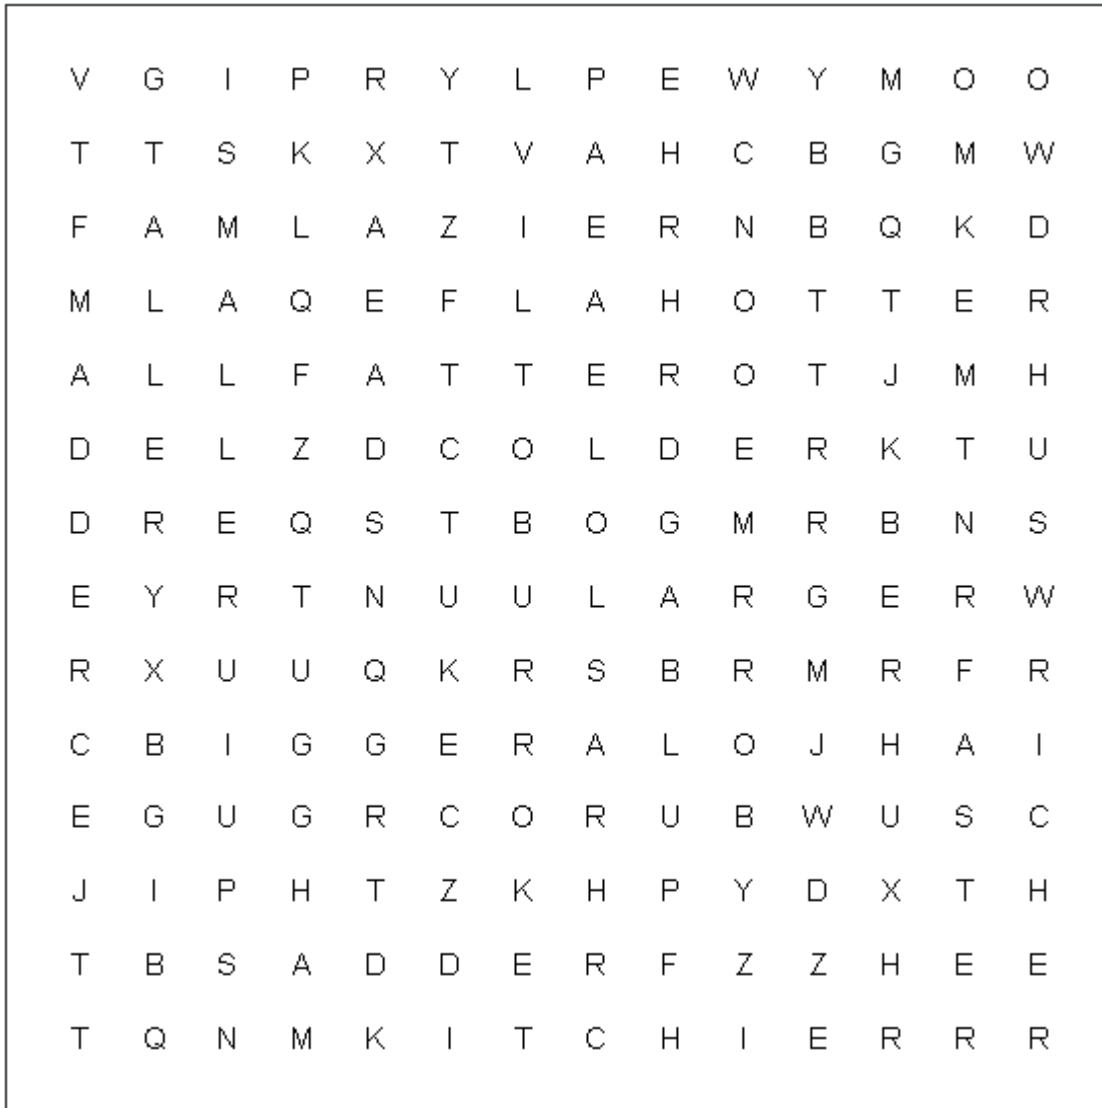 V G I P R Y L P E W Y M O O
T T S K X T V A H C B G M W
F A M L A Z I E R N B Q K D
M L A Q E F L A H O T T E R
A L L F A T T E R O T J M H
D E L Z D C O L D E R K T U
D R E Q S T B O G M R B N S
E Y R T N U U L A R G E R W
R X U U Q K R S B R M R F R
C B I G G E R A L O J H A I
E G U G R C O R U B W U S C
J I P H T Z K H P Y D X T H
T B S A D D E R F Z Z H E E
T Q N M K I T C H I E R R R